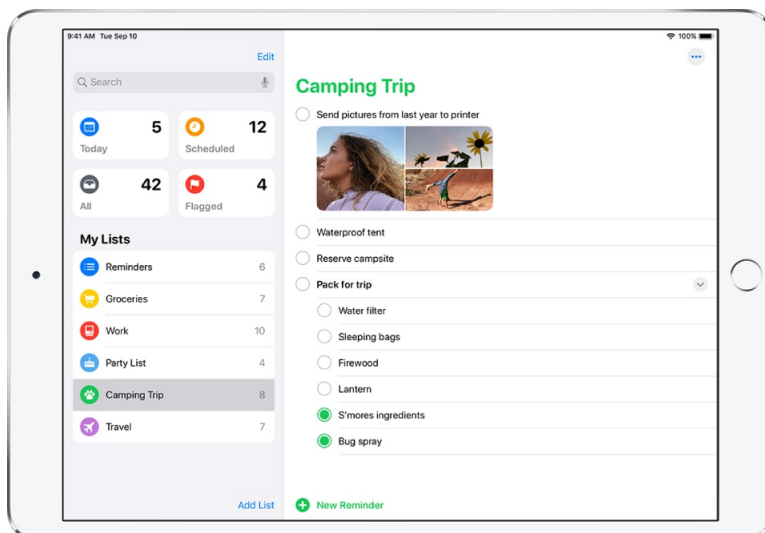 9:41 AM Tue Sep 10
100%
Edit
Search
5
Today
12
Scheduled
42
All
4
Flagged
My Lists
Reminders 6
Groceries 7
Work 10
Party List 4
Camping Trip 8
Travel 7
Add List
Camping Trip
Send pictures from last year to printer
Waterproof tent
Reserve campsite
Pack for trip
Water filter
Sleeping bags
Firewood
Lantern
S'mores ingredients
Bug spray
New Reminder